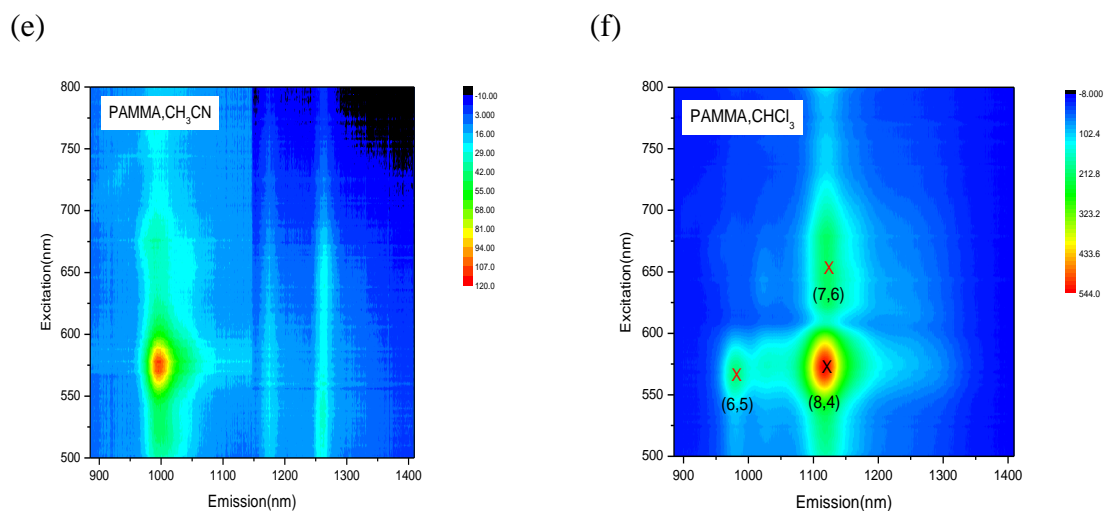 (e)
(f)
PAMMA,CH₃CN
800
750
700
650
600
550
500
Excitation(nm)
900 1000 1100 1200 1300 1400
Emission(nm)
-10.00
3.000
16.00
29.00
42.00
55.00
68.00
81.00
94.00
107.0
120.0
PAMMA,CHCl₃
800
750
700
650
600
550
500
Excitation(nm)
X
(7,6)
X
(6,5)
X
(8,4)
900 1000 1100 1200 1300 1400
Emission(nm)
-8.000
102.4
212.8
323.2
433.6
544.0